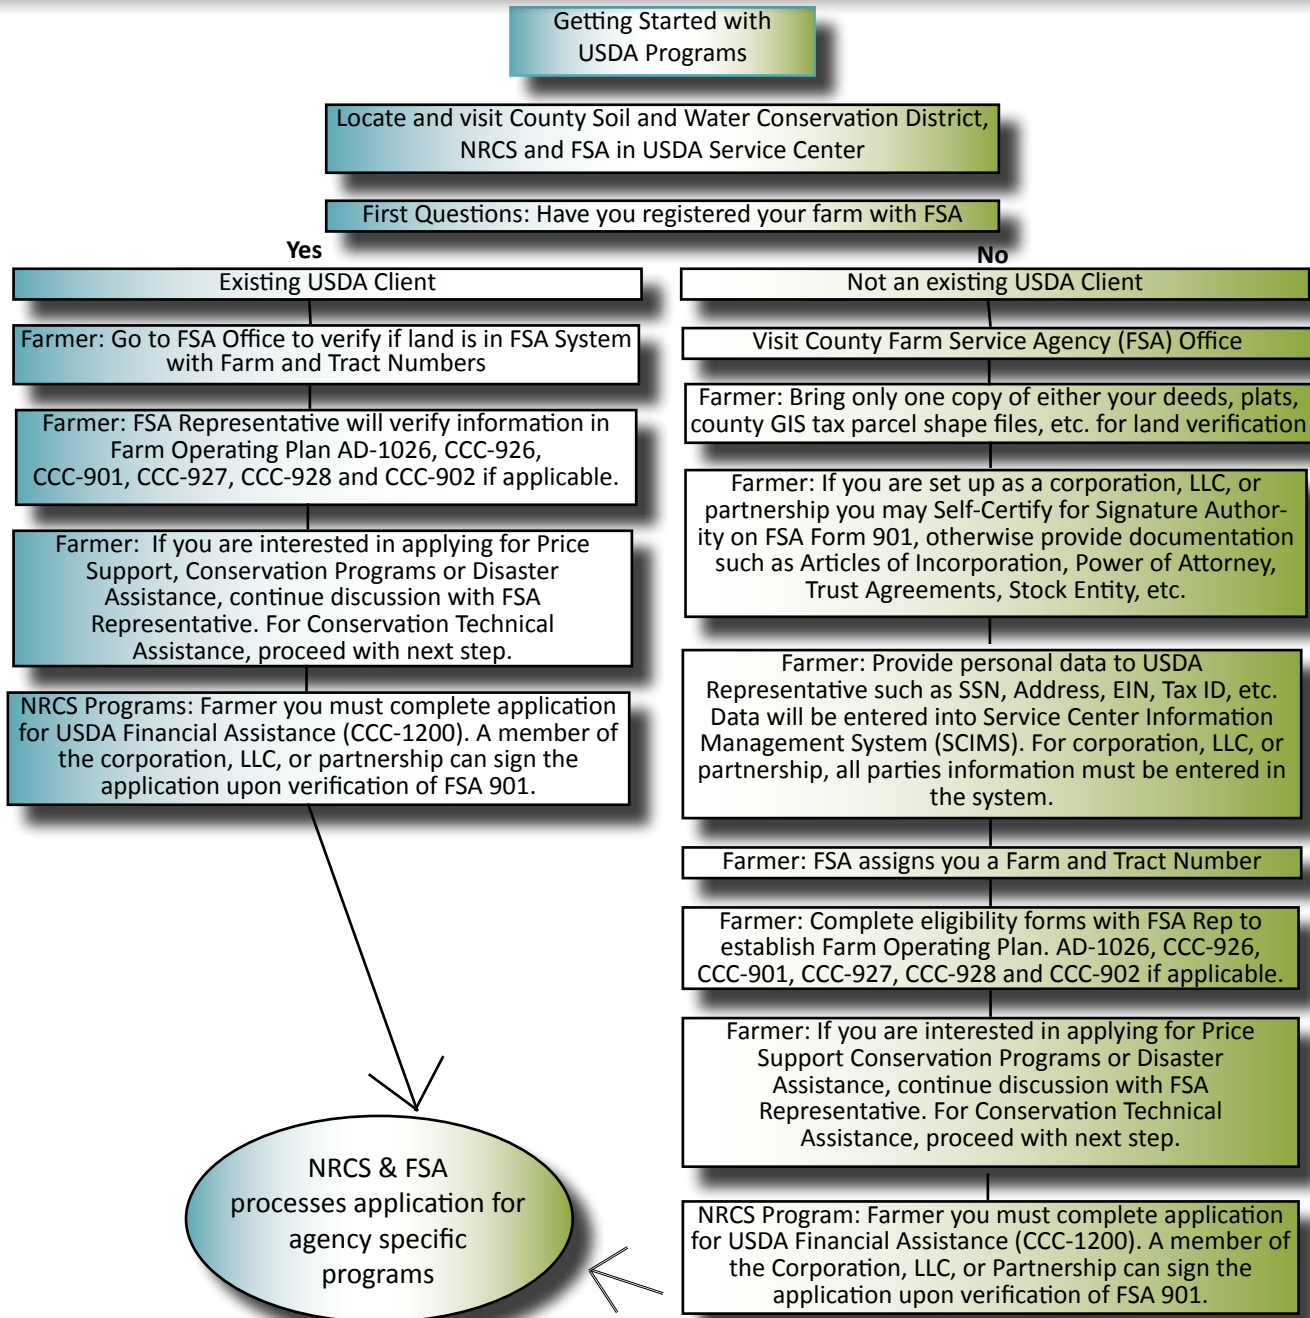 Getting Started with
USDA Programs
Locate and visit County Soil and Water Conservation District,
NRCS and FSA in USDA Service Center
First Questions: Have you registered your farm with FSA
Yes
Existing USDA Client
Farmer: Go to FSA Office to verify if land is in FSA System
with Farm and Tract Numbers
Farmer: FSA Representative will verify information in
Farm Operating Plan AD-1026, CCC-926,
CCC-901, CCC-927, CCC-928 and CCC-902 if applicable.
Farmer:  If you are interested in applying for Price
Support, Conservation Programs or Disaster
Assistance, continue discussion with FSA
Representative. For Conservation Technical
Assistance, proceed with next step.
NRCS Programs: Farmer you must complete application
for USDA Financial Assistance (CCC-1200). A member of
the corporation, LLC, or partnership can sign the
application upon verification of FSA 901.
No
Not an existing USDA Client
Visit County Farm Service Agency (FSA) Office
Farmer: Bring only one copy of either your deeds, plats,
county GIS tax parcel shape files, etc. for land verification
Farmer: If you are set up as a corporation, LLC, or
partnership you may Self-Certify for Signature Author-
ity on FSA Form 901, otherwise provide documentation
such as Articles of Incorporation, Power of Attorney,
Trust Agreements, Stock Entity, etc.
Farmer: Provide personal data to USDA
Representative such as SSN, Address, EIN, Tax ID, etc.
Data will be entered into Service Center Information
Management System (SCIMS). For corporation, LLC, or
partnership, all parties information must be entered in
the system.
Farmer: FSA assigns you a Farm and Tract Number
Farmer: Complete eligibility forms with FSA Rep to
establish Farm Operating Plan. AD-1026, CCC-926,
CCC-901, CCC-927, CCC-928 and CCC-902 if applicable.
Farmer: If you are interested in applying for Price
Support Conservation Programs or Disaster
Assistance, continue discussion with FSA
Representative. For Conservation Technical
Assistance, proceed with next step.
NRCS Program: Farmer you must complete application
for USDA Financial Assistance (CCC-1200). A member of
the Corporation, LLC, or Partnership can sign the
application upon verification of FSA 901.
NRCS & FSA
processes application for
agency specific
programs